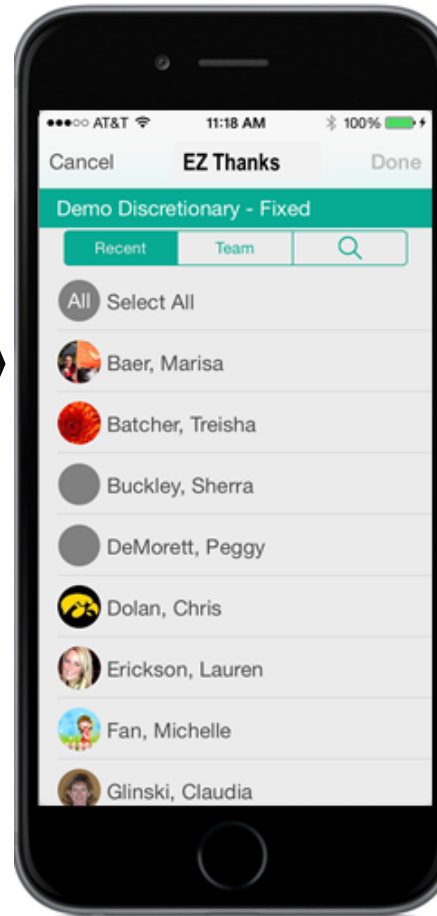 ●●●○○ AT&T 11:18 AM 100%
Cancel EZ Thanks Done
Demo Discretionary - Fixed
Recent Team
All Select All
Baer, Marisa
Batcher, Treisha
Buckley, Sherra
DeMorett, Peggy
Dolan, Chris
Erickson, Lauren
Fan, Michelle
Glinski, Claudia